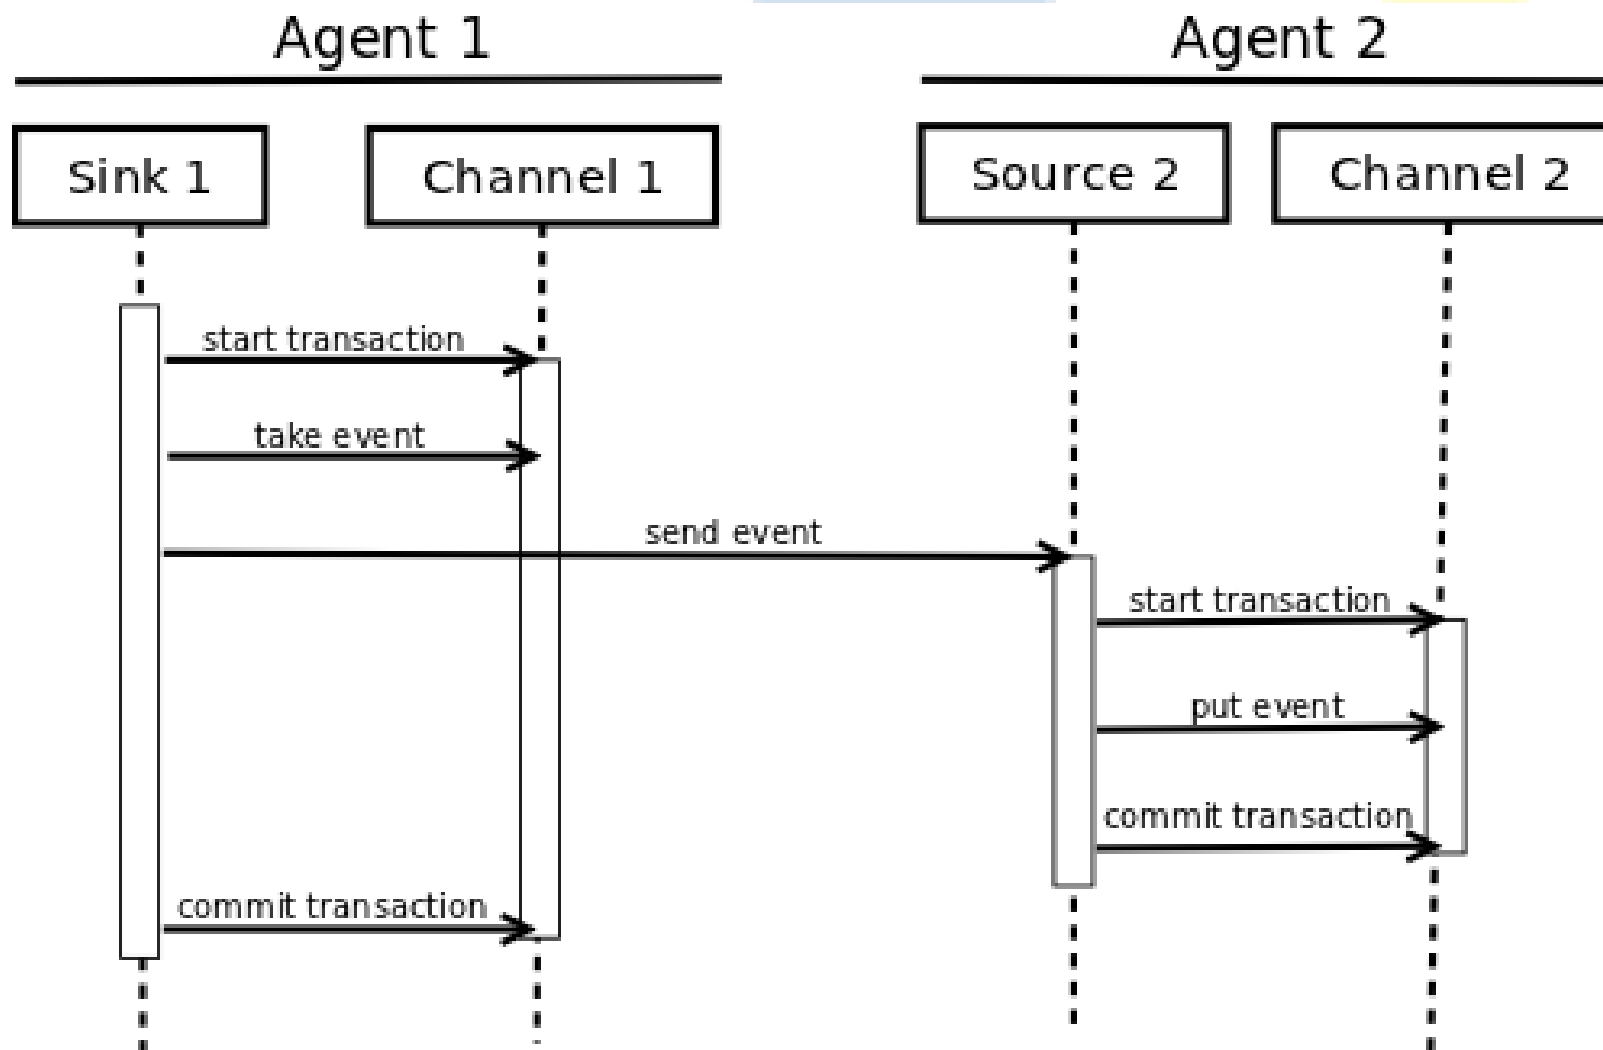 Agent 1
Agent 2
Sink 1
Channel 1
Source 2
Channel 2
start transaction
take event
send event
start transaction
put event
commit transaction
commit transaction